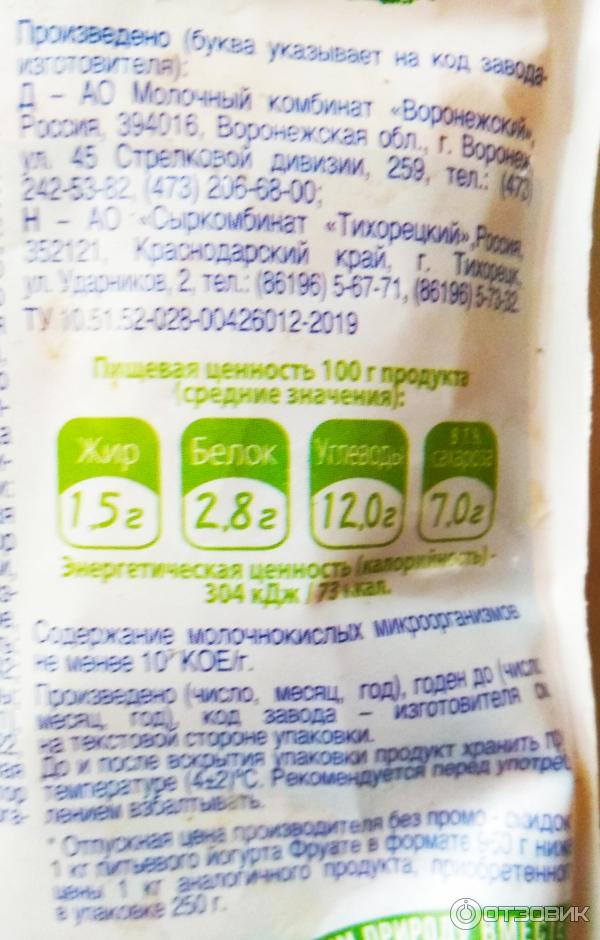 Произведено (буква указывает на код завода-
изготовителя):
Д – АО Молочный комбинат «Воронежский»,
Россия, 394016, Воронежская обл., г. Воронеж,
ул. 45 Стрелковой дивизии, 259, тел.: (473)
242-53-82, (473) 206-68-00;
Н – АО «Сыркомбинат «Тихорецкий», Россия,
352121, Краснодарский край, г. Тихорецк,
ул. Ударников, 2, тел.: (86196) 5-67-71, (86196) 5-73-32.
ТУ 10.51.52-028-00426012-2019
Пищевая ценность 100 г продукта
(средние значения):
Жир Белок Углеводы в т.ч. сахароза
1,5г 2,8г 12,0г 7,0г
Энергетическая ценность (калорийность) -
304 кДж / 73 ккал.
Содержание молочнокислых микроорганизмов
не менее 10⁷ КОЕ/г.
Произведено (число, месяц, год), годен до (число,
месяц, год), код завода – изготовителя см.
на текстовой стороне упаковки.
До и после вскрытия упаковки продукт хранить при
температуре (4±2)°С. Рекомендуется перед употреб-
лением взбалтывать.
* Отпускная цена производителя без промо - скидок
1 кг питьевого йогурта Фруате в формате 950 г ниже
цены 1 кг аналогичного продукта, приобретенного
в упаковке 250 г.
ПРИРОДУ ВМЕСТЕ
ОТЗОВИК